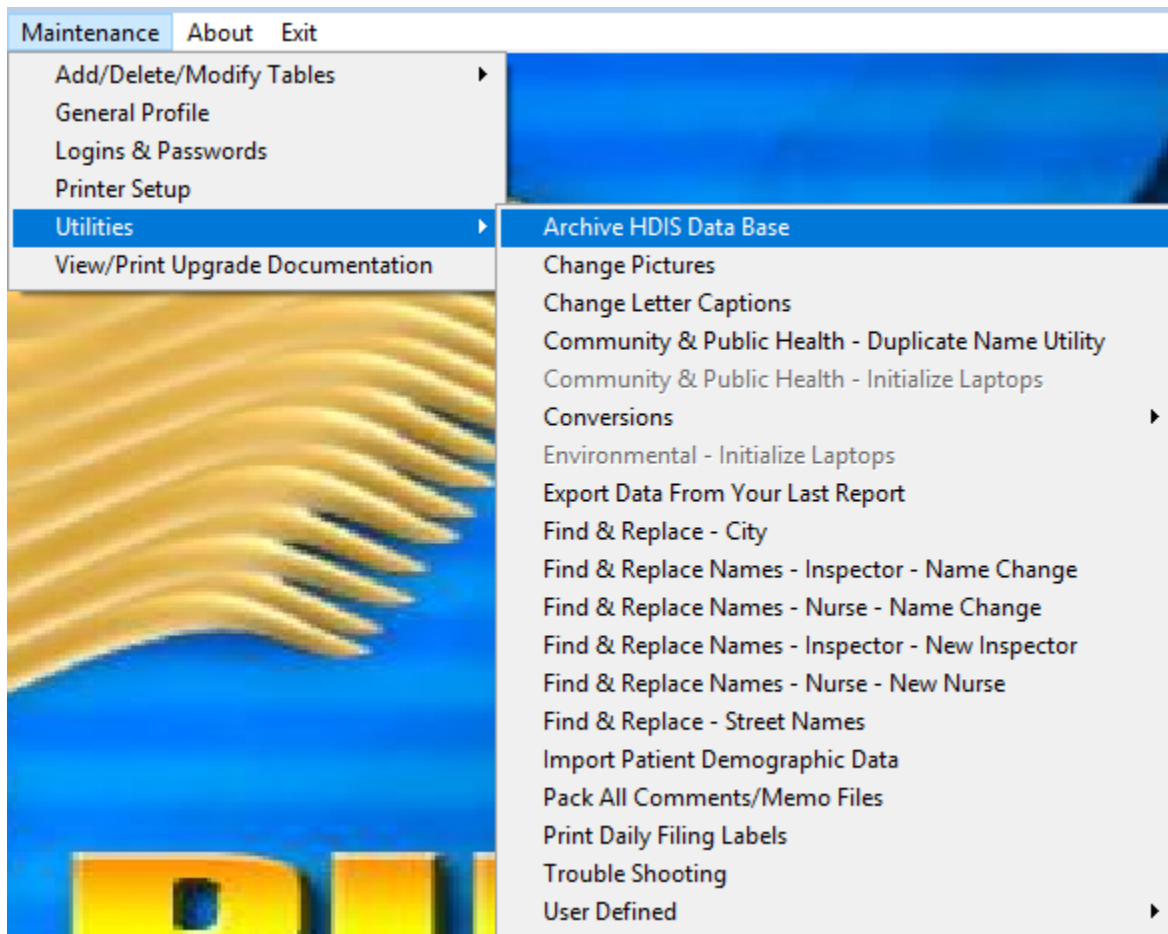 Maintenance About Exit
Add/Delete/Modify Tables
General Profile
Logins & Passwords
Printer Setup
Utilities
View/Print Upgrade Documentation
Archive HDIS Data Base
Change Pictures
Change Letter Captions
Community & Public Health - Duplicate Name Utility
Community & Public Health - Initialize Laptops
Conversions
Environmental - Initialize Laptops
Export Data From Your Last Report
Find & Replace - City
Find & Replace Names - Inspector - Name Change
Find & Replace Names - Nurse - Name Change
Find & Replace Names - Inspector - New Inspector
Find & Replace Names - Nurse - New Nurse
Find & Replace - Street Names
Import Patient Demographic Data
Pack All Comments/Memo Files
Print Daily Filing Labels
Trouble Shooting
User Defined